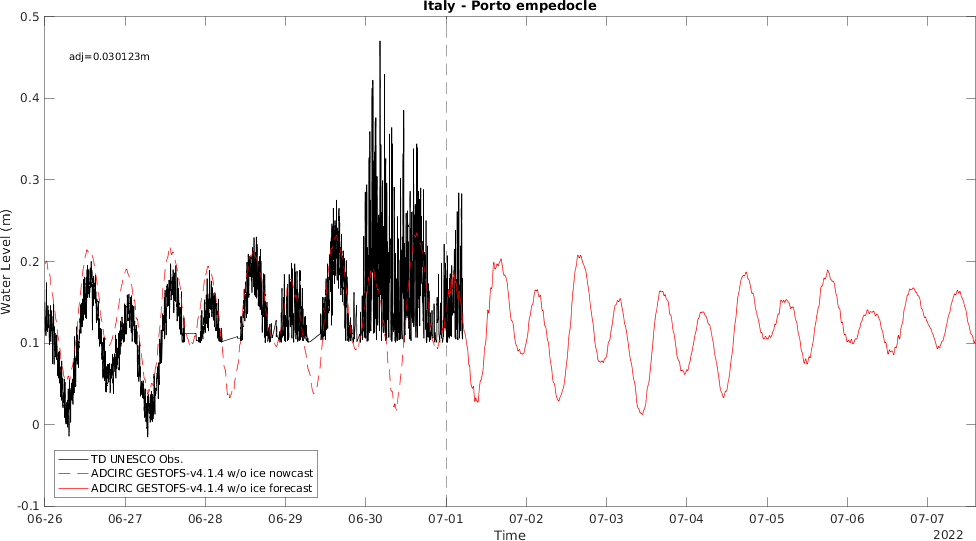 Italy - Porto empedocle
adj=0.030123m
Water Level (m)
0.5
0.4
0.3
0.2
0.1
0
-0.1
TD UNESCO Obs.
ADCIRC GESTOFS-v4.1.4 w/o ice nowcast
ADCIRC GESTOFS-v4.1.4 w/o ice forecast
06-26 06-27 06-28 06-29 06-30 07-01 07-02 07-03 07-04 07-05 07-06 07-07
Time
2022